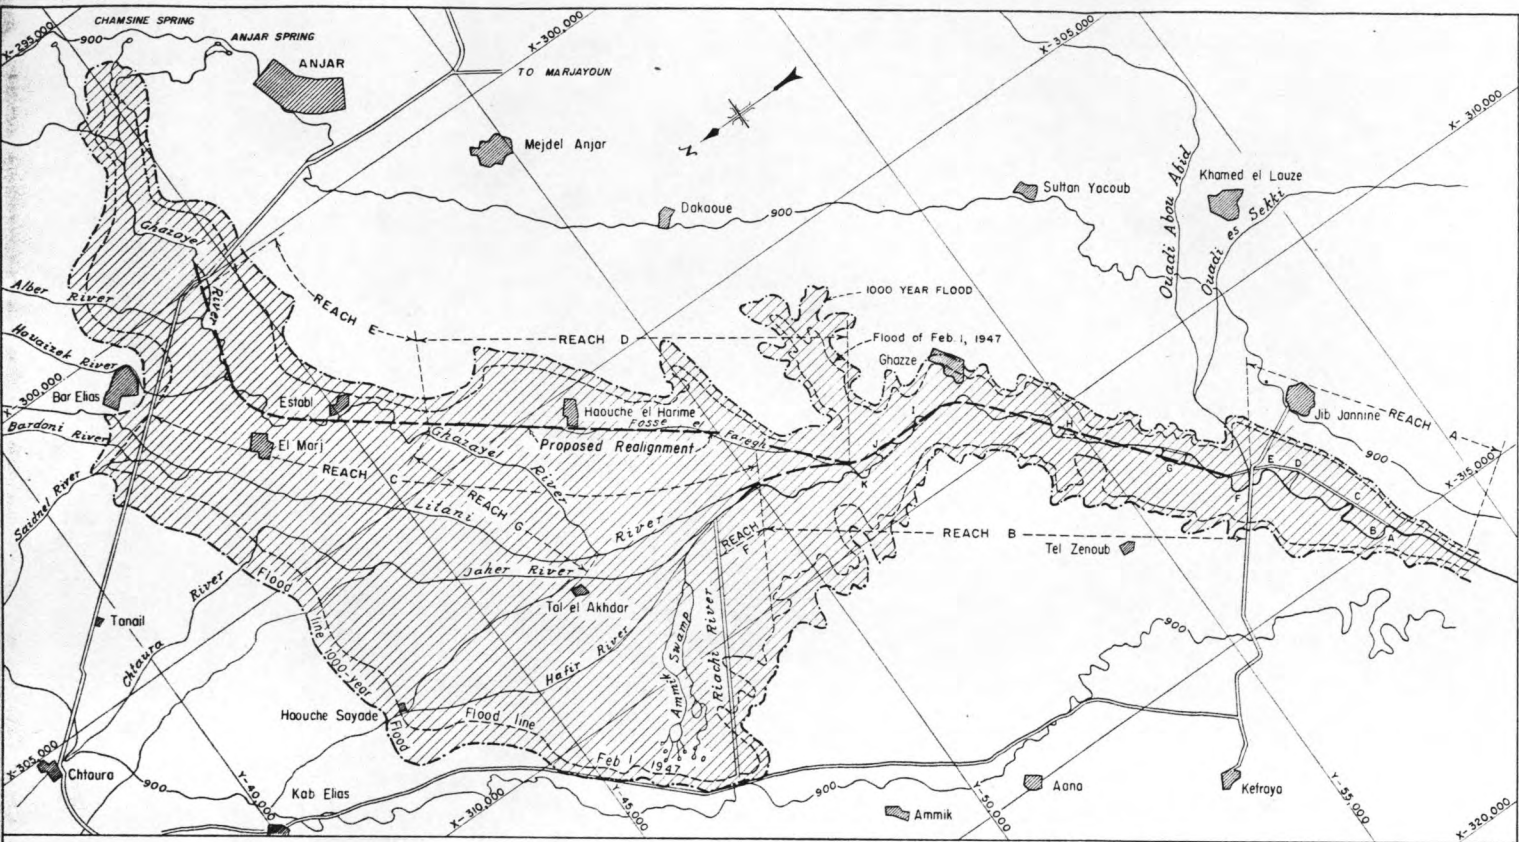 CHAMSINE SPRING
X-295,000
900
ANJAR SPRING
ANJAR
X-300,000
TO MARJAYOUN
X-305,000
X-310,000
N
Mejdel Anjar
Khamed el Lauze
Sultan Yacoub
Dakaoue
900
Ouadi Abou Abid
Ouadi es Sekki
Ghazayel
River
Alber River
REACH E
1000 YEAR FLOOD
REACH D
Flood of Feb. 1, 1947
Ghazze
Howaizek River
300,000
Bar Elias
Establ
Haouche el Harime
Jib Jannine
REACH A
Bardoni River
El Marj
Fosse el Faregh
Proposed Realignment
Ghazayel River
I
H
J
K
G
F
E
D
C
B
A
900
X-315,000
REACH C
REACH G
Saidnel River
Litani River
REACH F
REACH B
Tel Zenoub
Jaher River
Tal el Akhdar
Flood line 1000-year Flood
Chtaura River
Tanail
Hafir River
Ammik Swamp
Riachi River
900
Haouche Sayade
Flood line
Feb 1 1947
X-305,000
Chtaura
900
Y-40,000
Kab Elias
X-310,000
Y-45,000
900
Ammik
Y-50,000
Aana
Kefraya
Y-55,000
X-320,000